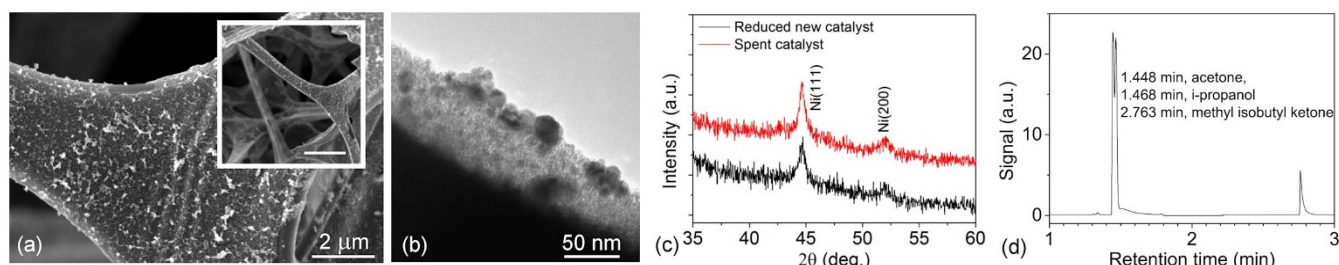 (a)
2 μm
(b)
50 nm
Intensity (a.u.)
Reduced new catalyst
Spent catalyst
Ni(111)
Ni(200)
(c)
35 40 45 50 55 60
2θ (deg.)
Signal (a.u.)
20
10
0
1.448 min, acetone,
1.468 min, i-propanol
2.763 min, methyl isobutyl ketone
(d)
1 2 3
Retention time (min)